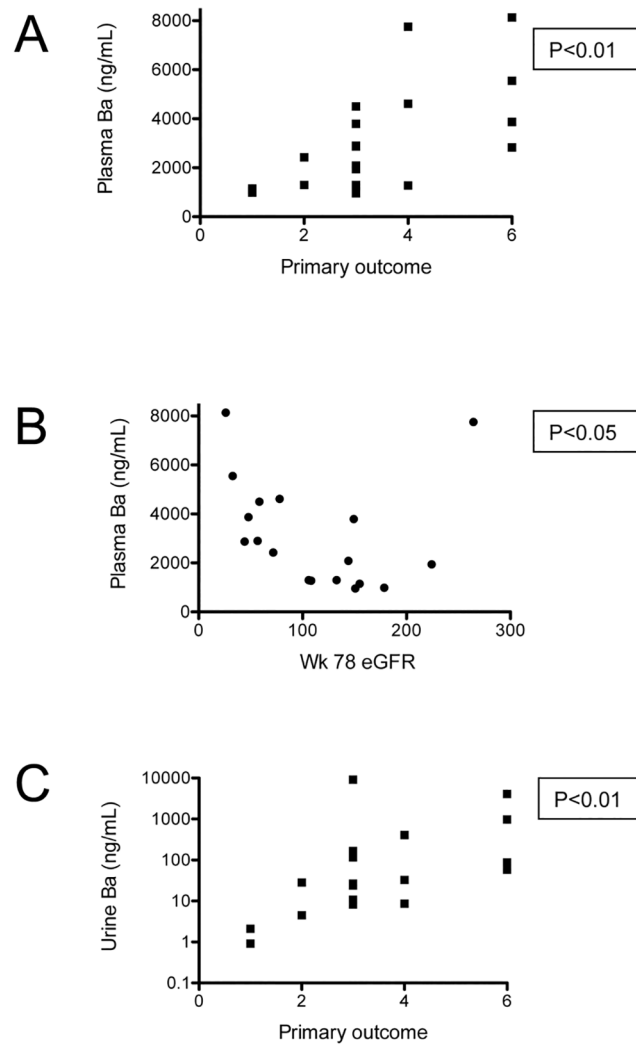 A
P<0.01
Plasma Ba (ng/mL)
8000
6000
4000
2000
0
0 2 4 6
Primary outcome
B
P<0.05
Plasma Ba (ng/mL)
8000
6000
4000
2000
0
0 100 200 300
Wk 78 eGFR
C
P<0.01
Urine Ba (ng/mL)
10000
1000
100
10
1
0.1
0 2 4 6
Primary outcome